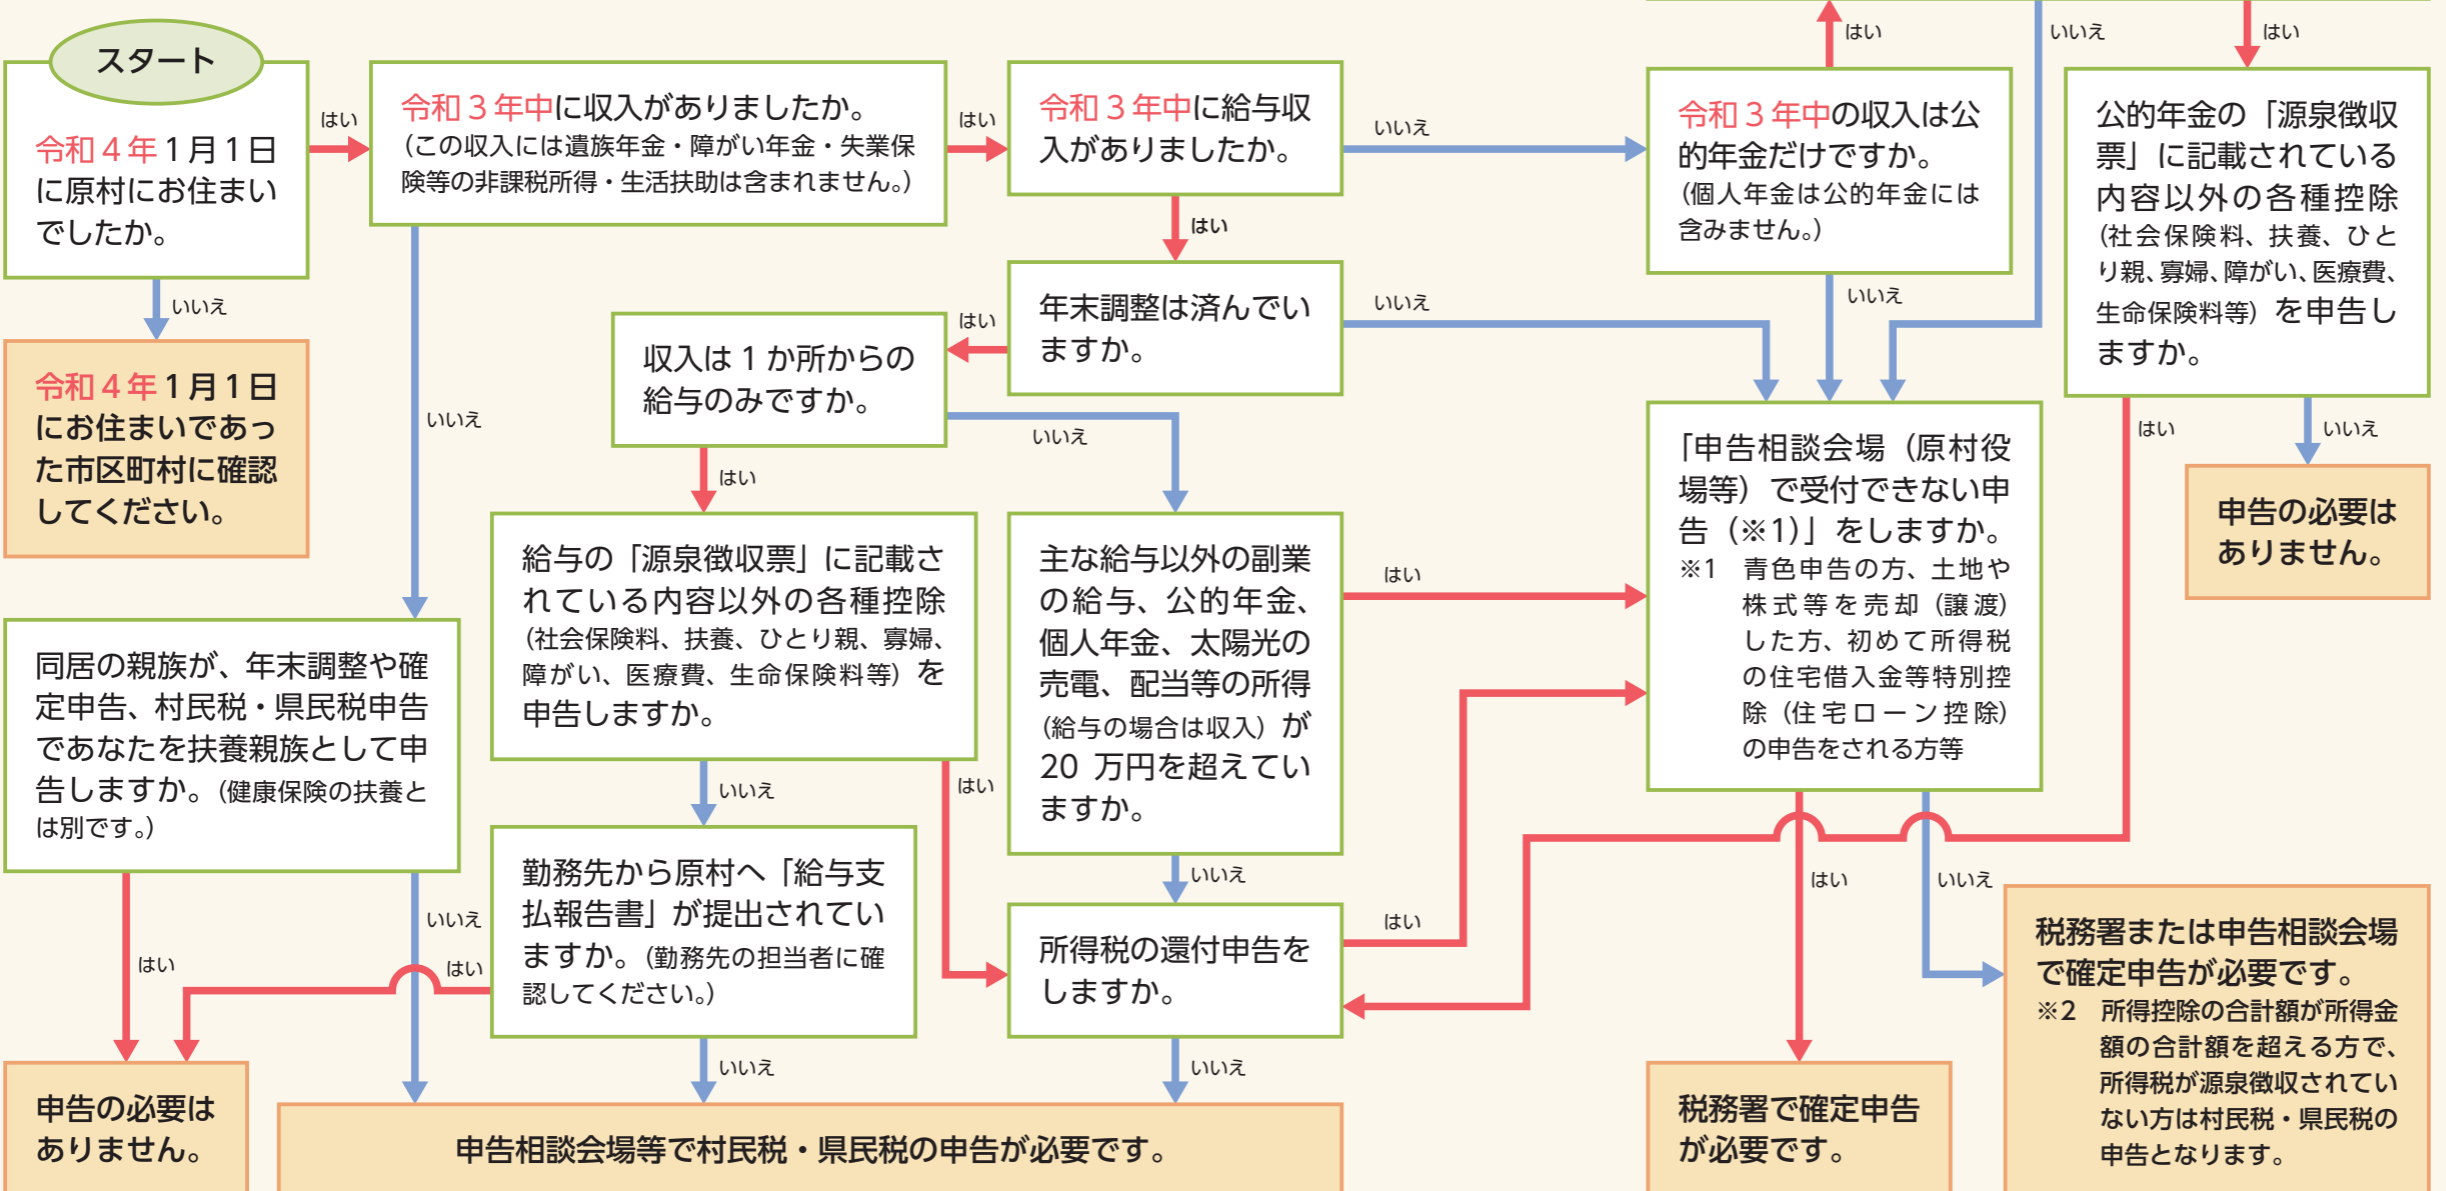 スタート
令和４年１月１日
に原村にお住まい
でしたか。
はい
いいえ
令和４年１月１日
にお住まいであっ
た市区町村に確認
してください。
令和３年中に収入がありましたか。
（この収入には遺族年金・障がい年金・失業保
険等の非課税所得・生活扶助は含まれません。）
はい
いいえ
令和３年中に給与収
入がありましたか。
いいえ
はい
令和３年中の収入は公
的年金だけですか。
（個人年金は公的年金には
含みません。）
はい
いいえ
いいえ
はい
公的年金の「源泉徴収
票」に記載されている
内容以外の各種控除
（社会保険料、扶養、ひと
り親、寡婦、障がい、医療費、
生命保険料等）を申告し
ますか。
はい
いいえ
申告の必要は
ありません。
年末調整は済んでい
ますか。
はい
いいえ
収入は１か所からの
給与のみですか。
はい
いいえ
給与の「源泉徴収票」に記載さ
れている内容以外の各種控除
（社会保険料、扶養、ひとり親、寡婦、
障がい、医療費、生命保険料等）を
申告しますか。
いいえ
はい
主な給与以外の副業
の給与、公的年金、
個人年金、太陽光の
売電、配当等の所得
（給与の場合は収入）が
20 万円を超えてい
ますか。
はい
いいえ
「申告相談会場（原村役
場等）で受付できない申
告（※1）」をしますか。
※1 青色申告の方、土地や
株式等を売却（譲渡）
した方、初めて所得税
の住宅借入金等特別控
除（住宅ローン控除）
の申告をされる方等
はい
いいえ
同居の親族が、年末調整や確
定申告、村民税・県民税申告
であなたを扶養親族として申
告しますか。（健康保険の扶養と
は別です。）
はい
いいえ
勤務先から原村へ「給与支
払報告書」が提出されてい
ますか。（勤務先の担当者に確
認してください。）
はい
いいえ
所得税の還付申告を
しますか。
はい
いいえ
申告の必要は
ありません。
申告相談会場等で村民税・県民税の申告が必要です。
税務署で確定申告
が必要です。
税務署または申告相談会場
で確定申告が必要です。
※2 所得控除の合計額が所得金
額の合計額を超える方で、
所得税が源泉徴収されてい
ない方は村民税・県民税の
申告となります。